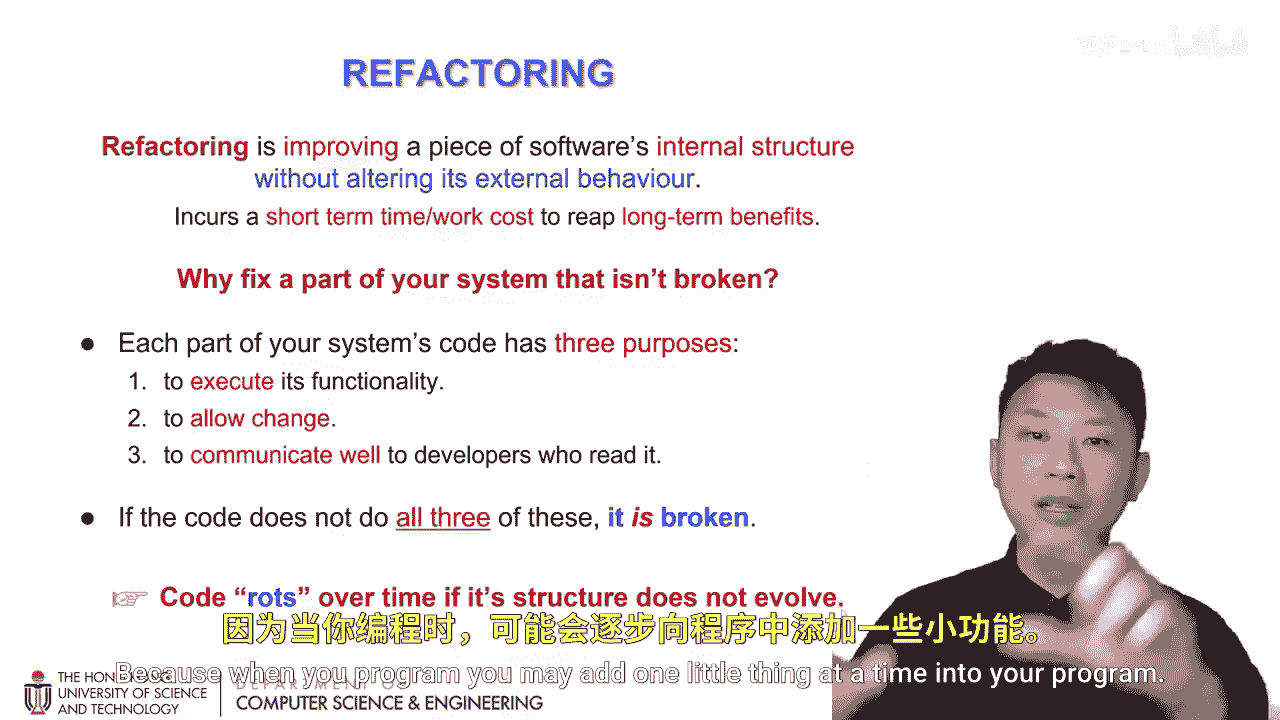 REFACTORING
Refactoring is improving a piece of software's internal structure
without altering its external behaviour.
Incurs a short term time/work cost to reap long-term benefits.
Why fix a part of your system that isn't broken?
● Each part of your system's code has three purposes:
1. to execute its functionality.
2. to allow change.
3. to communicate well to developers who read it.
● If the code does not do all three of these, it is broken.
☞ Code "rots" over time if it's structure does not evolve.
因为当你编程时，可能会逐步向程序中添加一些小功能。
Because when you program you may add one little thing at a time into your program.
THE HONG KONG
UNIVERSITY OF SCIENCE
AND TECHNOLOGY
DEPARTMENT OF
COMPUTER SCIENCE & ENGINEERING